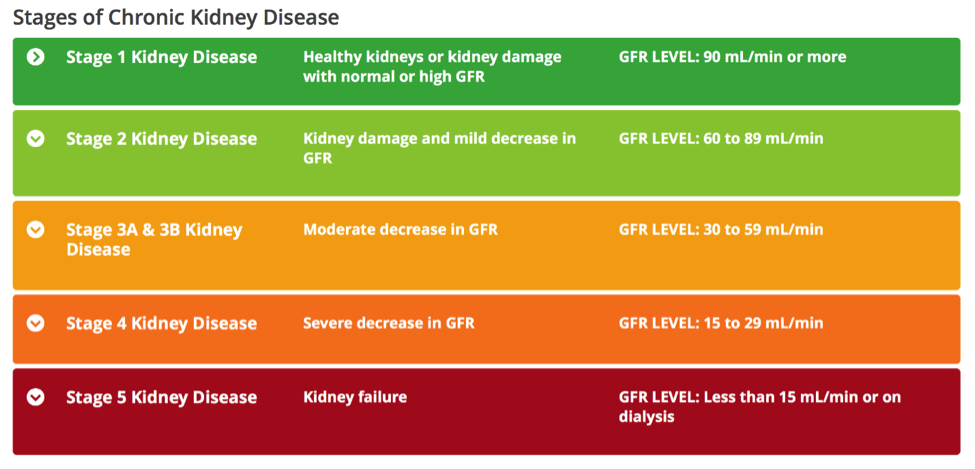 Stages of Chronic Kidney Disease
Stage 1 Kidney Disease
Healthy kidneys or kidney damage
with normal or high GFR
GFR LEVEL: 90 mL/min or more
Stage 2 Kidney Disease
Kidney damage and mild decrease in
GFR
GFR LEVEL: 60 to 89 mL/min
Stage 3A & 3B Kidney
Disease
Moderate decrease in GFR
GFR LEVEL: 30 to 59 mL/min
Stage 4 Kidney Disease
Severe decrease in GFR
GFR LEVEL: 15 to 29 mL/min
Stage 5 Kidney Disease
Kidney failure
GFR LEVEL: Less than 15 mL/min or on
dialysis